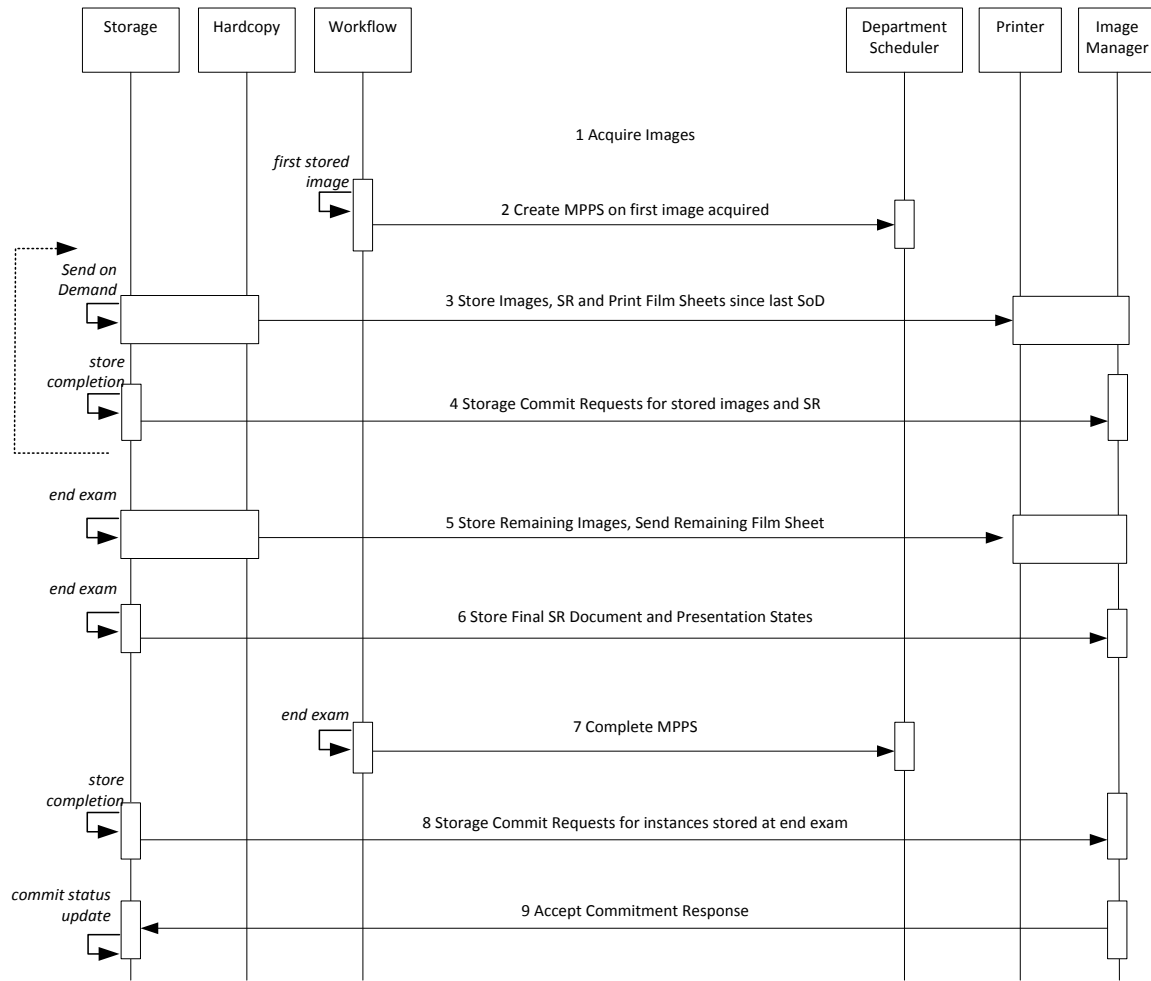 Storage
Hardcopy
Workflow
Department
Scheduler
Printer
Image
Manager
1 Acquire Images
first stored
image
2 Create MPPS on first image acquired
Send on
Demand
3 Store Images, SR and Print Film Sheets since last SoD
store
completion
4 Storage Commit Requests for stored images and SR
end exam
5 Store Remaining Images, Send Remaining Film Sheet
end exam
6 Store Final SR Document and Presentation States
end exam
7 Complete MPPS
store
completion
8 Storage Commit Requests for instances stored at end exam
commit status
update
9 Accept Commitment Response